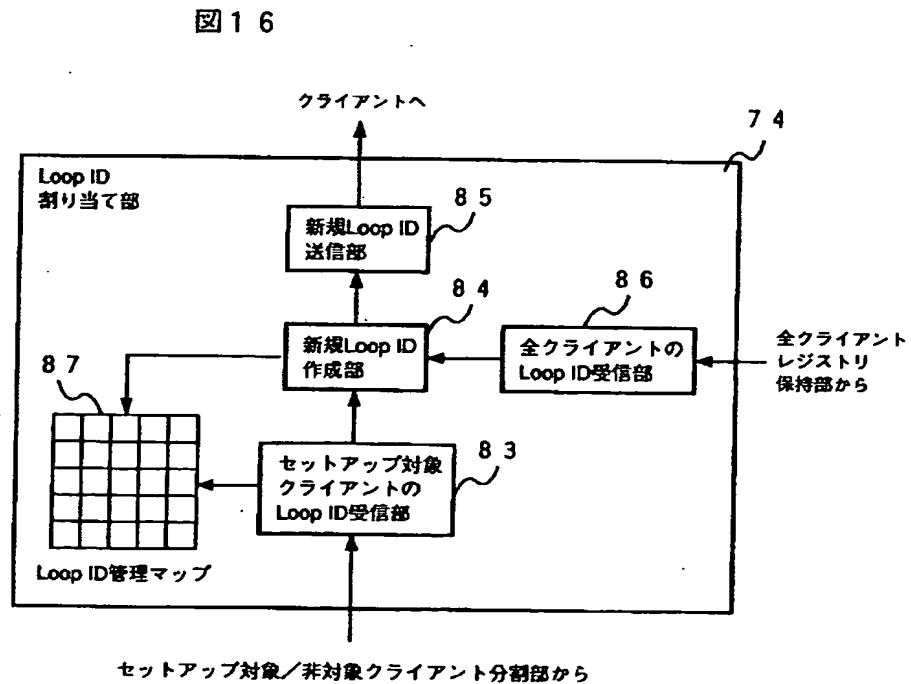 図16
クライアントへ
74
Loop ID
割り当て部
85
新規Loop ID
送信部
84
新規Loop ID
作成部
86
全クライアントの
Loop ID受信部
全クライアント
レジストリ
保持部から
87
Loop ID管理マップ
83
セットアップ対象
クライアントの
Loop ID受信部
セットアップ対象/非対象クライアント分割部から